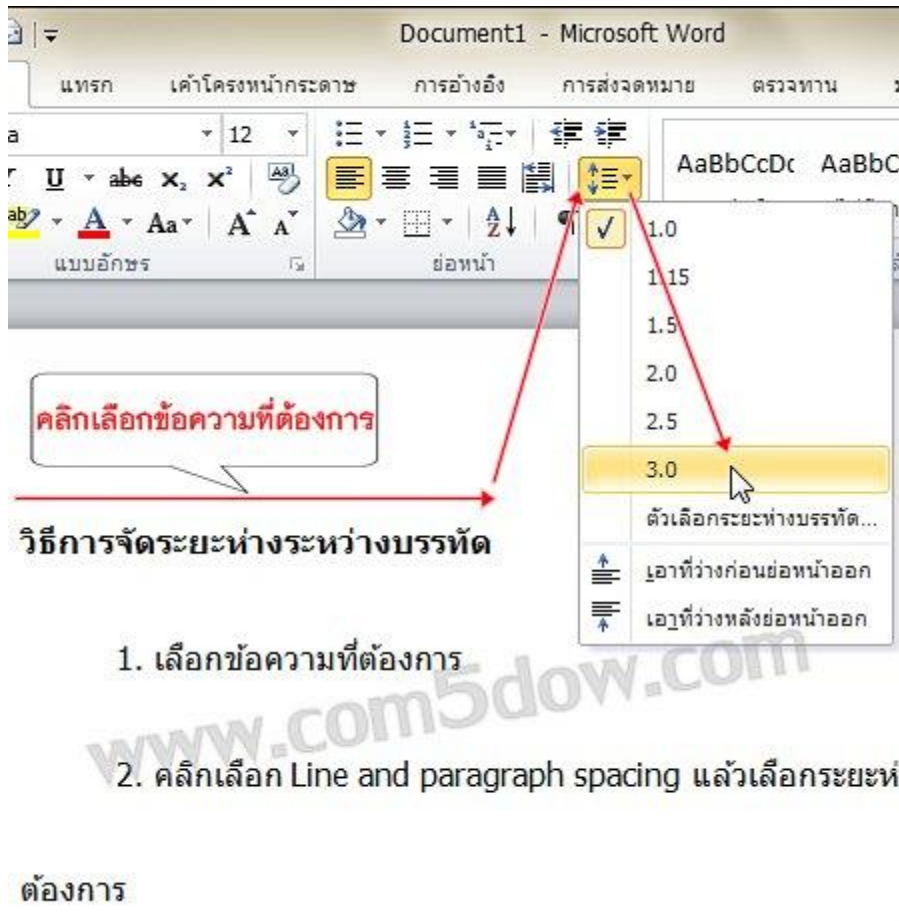 Document1 - Microsoft Word
แทรก เค้าโครงหน้ากระดาษ การอ้างอิง การส่งจดหมาย ตรวจทาน
12
U abe x₂ x² Aa
AaBbCcDc AaBbC
ab A Aa A A A Z
แบบอักษร ย่อหน้า
1.0
1.15
1.5
2.0
2.5
3.0
ตัวเลือกระยะห่างบรรทัด...
เอาที่ว่างก่อนย่อหน้าออก
เอาที่ว่างหลังย่อหน้าออก
คลิกเลือกข้อความที่ต้องการ
วิธีการจัดระยะห่างระหว่างบรรทัด
1. เลือกข้อความที่ต้องการ
www.com5dow.com
2. คลิกเลือก Line and paragraph spacing แล้วเลือกระยะห่
ต้องการ